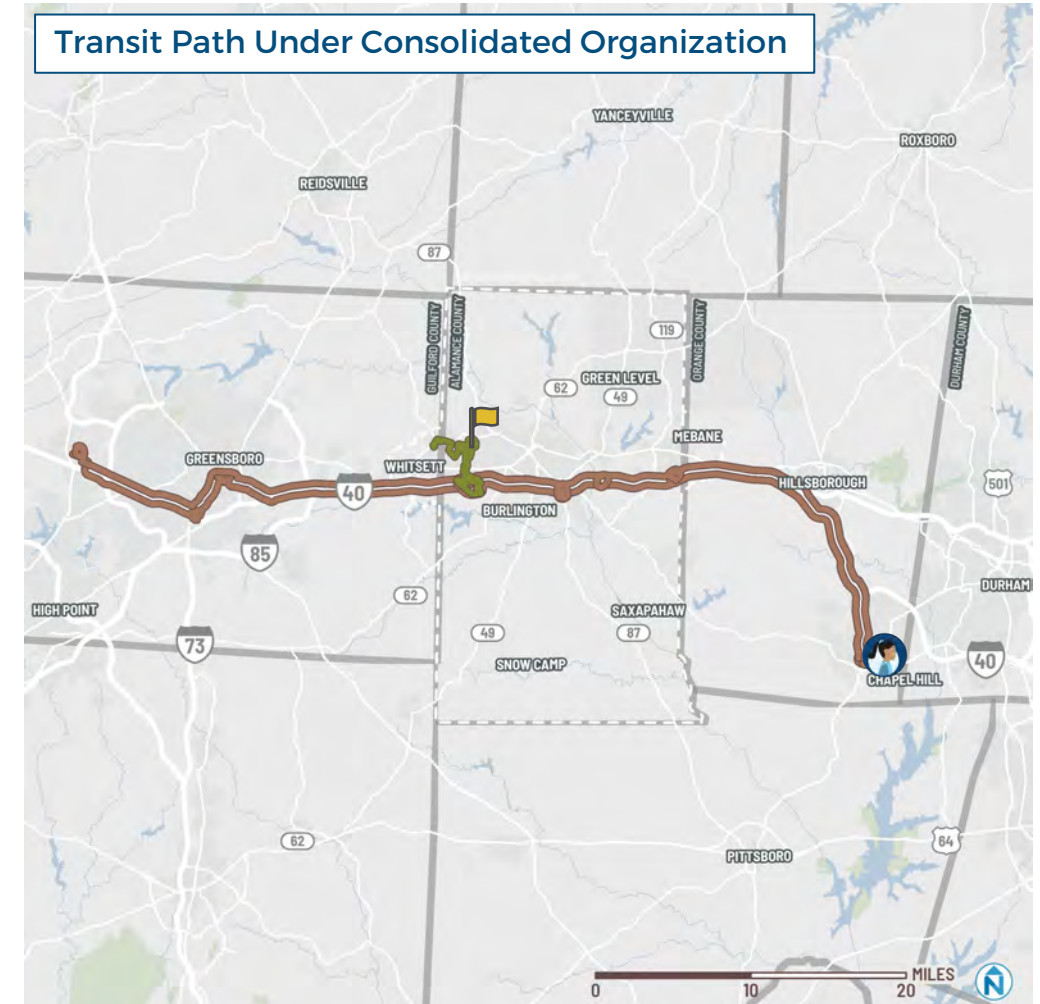 Transit Path Under Consolidated Organization
YANCEYVILLE
ROXBORO
REIDSVILLE
87
GUILFORD COUNTY
ALAMANCE COUNTY
119
ORANGE COUNTY
DURHAM COUNTY
62
GREEN LEVEL
49
MEBANE
GREENSBORO
WHITSETT
40
HILLSBOROUGH
501
BURLINGTON
85
DURHAM
62
HIGH POINT
SAXAPAHAW
73
49
87
SNOW CAMP
40
CHAPEL HILL
62
64
PITTSBORO
MILES
0 10 20
N